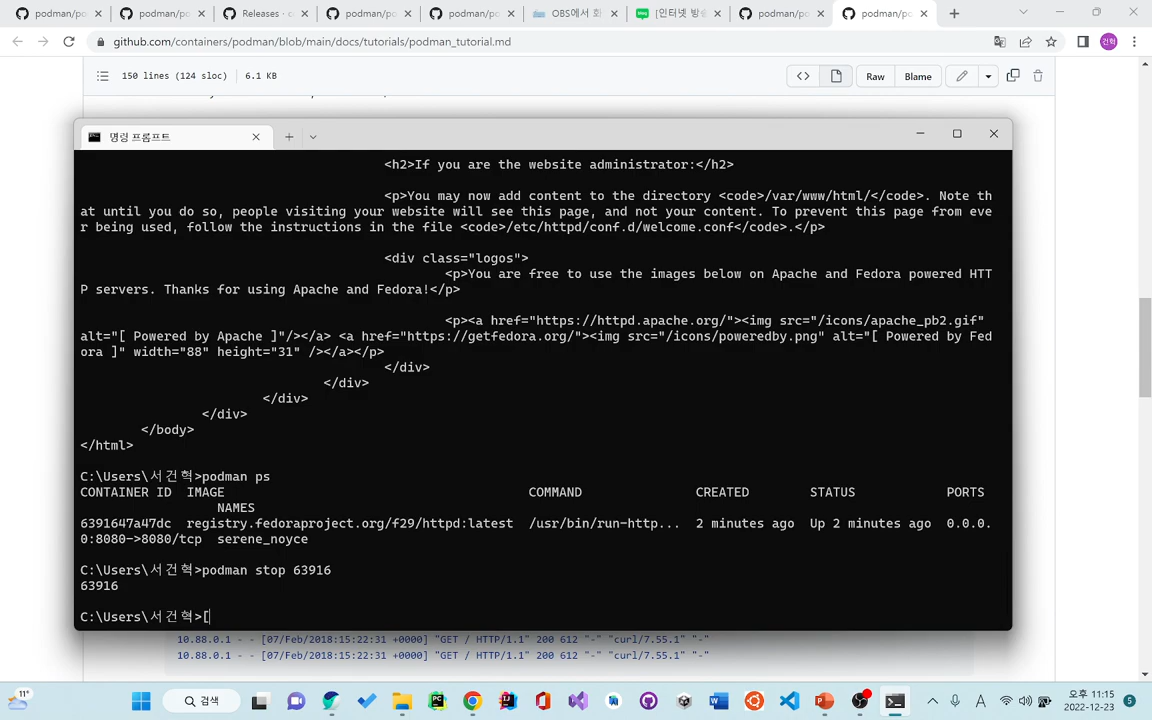 podman/po
podman/po
Releases · c
podman/po
podman/po
OBS에서 회
[인터넷 방송
podman/po
podman/po
github.com/containers/podman/blob/main/docs/tutorials/podman_tutorial.md
건혁
150 lines (124 sloc)
6.1 KB
Raw
Blame
명령 프롬프트
<h2>If you are the website administrator:</h2>
<p>You may now add content to the directory <code>/var/www/html/</code>. Note th
at until you do so, people visiting your website will see this page, and not your content. To prevent this page from eve
r being used, follow the instructions in the file <code>/etc/httpd/conf.d/welcome.conf</code>.</p>
<div class="logos">
<p>You are free to use the images below on Apache and Fedora powered HTT
P servers. Thanks for using Apache and Fedora!</p>
<p><a href="https://httpd.apache.org/"><img src="/icons/apache_pb2.gif"
alt="[ Powered by Apache ]"/></a> <a href="https://getfedora.org/"><img src="/icons/poweredby.png" alt="[ Powered by Fed
ora ]" width="88" height="31" /></a></p>
</div>
</div>
</div>
</div>
</body>
</html>
C:\Users\서건혁>podman ps
CONTAINER ID IMAGE COMMAND CREATED STATUS PORTS
NAMES
6391647a47dc registry.fedoraproject.org/f29/httpd:latest /usr/bin/run-http... 2 minutes ago Up 2 minutes ago 0.0.0.
0:8080->8080/tcp serene_noyce
C:\Users\서건혁>podman stop 63916
63916
C:\Users\서건혁>[
10.88.0.1 - - [07/Feb/2018:15:22:31 +0000] "GET / HTTP/1.1" 200 612 "-" "curl/7.55.1" "-"
10.88.0.1 - - [07/Feb/2018:15:22:31 +0000] "GET / HTTP/1.1" 200 612 "-" "curl/7.55.1" "-"
11°
검색
A
오후 11:15
2022-12-23
5